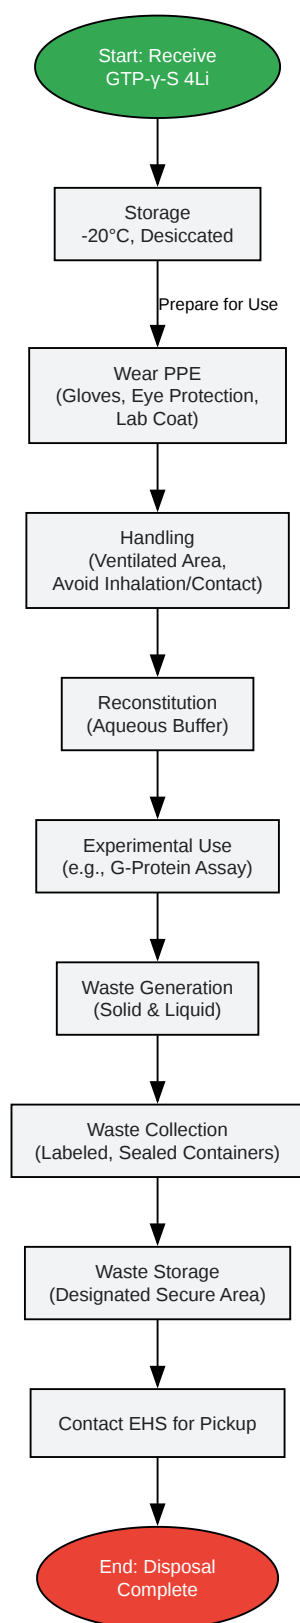 Start: Receive
GTP-γ-S 4Li
Storage
-20°C, Desiccated
Prepare for Use
Wear PPE
(Gloves, Eye Protection,
Lab Coat)
Handling
(Ventilated Area,
Avoid Inhalation/Contact)
Reconstitution
(Aqueous Buffer)
Experimental Use
(e.g., G-Protein Assay)
Waste Generation
(Solid & Liquid)
Waste Collection
(Labeled, Sealed Containers)
Waste Storage
(Designated Secure Area)
Contact EHS for Pickup
End: Disposal
Complete